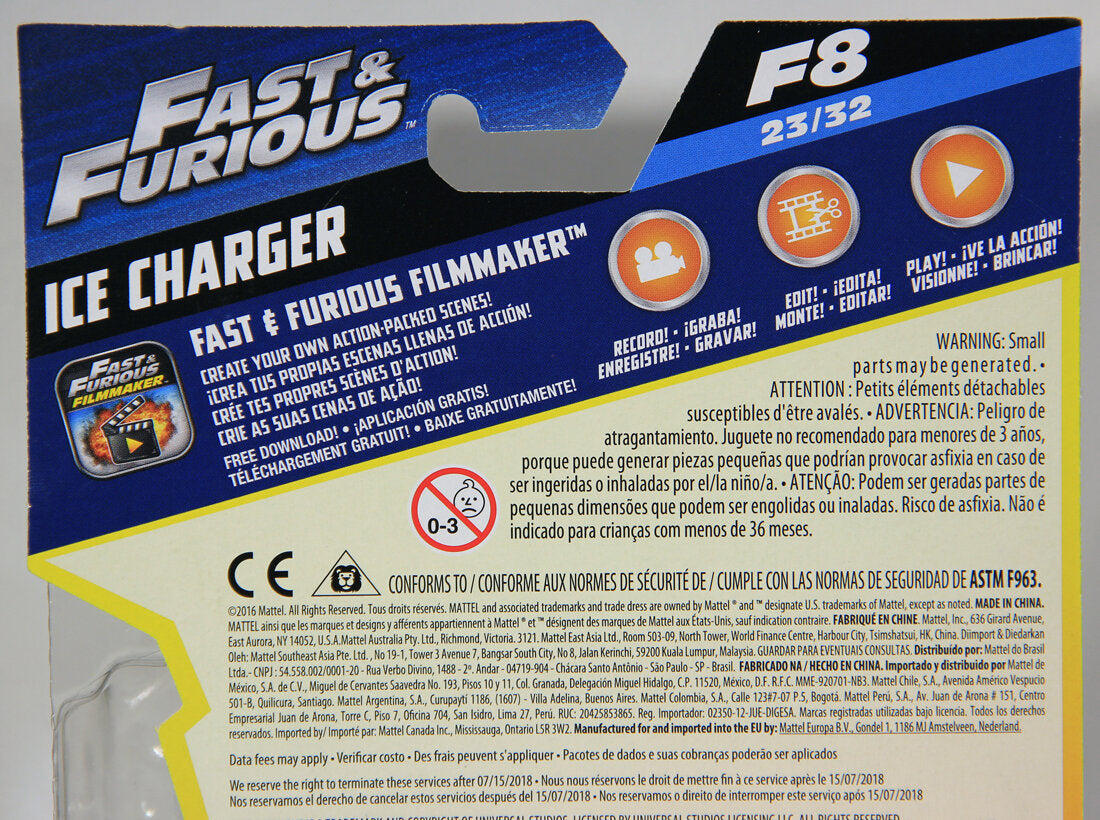 FAST &
FURIOUS™
F8
23/32
ICE CHARGER
FAST & FURIOUS FILMMAKER™
CREATE YOUR OWN ACTION-PACKED SCENES!
¡CREA TUS PROPIAS ESCENAS LLENAS DE ACCIÓN!
CRÉE TES PROPRES SCÈNES D'ACTION!
CRIE AS SUAS CENAS DE AÇÃO!
FREE DOWNLOAD! • ¡APLICACIÓN GRATIS!
TÉLÉCHARGEMENT GRATUIT! • BAIXE GRATUITAMENTE!
FAST &
FURIOUS
FILMMAKER
RECORD! • ¡GRABA!
ENREGISTRE! • GRAVAR!
EDIT! • ¡EDITA!
MONTE! • EDITAR!
PLAY! • ¡VE LA ACCIÓN!
VISIONNE! • BRINCAR!
WARNING: Small
parts may be generated. •
ATTENTION : Petits éléments détachables
susceptibles d'être avalés. • ADVERTENCIA: Peligro de
atragantamiento. Juguete no recomendado para menores de 3 años,
porque puede generar piezas pequeñas que podrían provocar asfixia en caso de
ser ingeridas o inhaladas por el/la niño/a. • ATENÇÃO: Podem ser geradas partes de
pequenas dimensões que podem ser engolidas ou inaladas. Risco de asfixia. Não é
indicado para crianças com menos de 36 meses.
0-3
CE CONFORMS TO / CONFORME AUX NORMES DE SÉCURITÉ DE / CUMPLE CON LAS NORMAS DE SEGURIDAD DE ASTM F963.
©2016 Mattel. All Rights Reserved. Tous droits réservés. MATTEL and associated trademarks and trade dress are owned by Mattel ® and ™ designate U.S. trademarks of Mattel, except as noted. MADE IN CHINA.
MATTEL ainsi que les marques et designs y afférents appartiennent à Mattel ® et ™ désignent des marques de Mattel aux États-Unis, sauf indication contraire. FABRIQUÉ EN CHINE. Mattel, Inc., 636 Girard Avenue,
East Aurora, NY 14052, U.S.A.Mattel Australia Pty. Ltd., Richmond, Victoria. 3121. Mattel East Asia Ltd., Room 503-09, North Tower, World Finance Centre, Harbour City, Tsimshatsui, HK, China. Diimport & Diedarkan
Oleh: Mattel Southeast Asia Pte. Ltd. , No 19-1, Tower 3 Avenue 7, Bangsar South City, No 8, Jalan Kerinchi, 59200 Kuala Lumpur, Malaysia. GUARDAR PARA EVENTUAIS CONSULTAS. Distribuído por: Mattel do Brasil
Ltda.- CNPJ : 54.558.002/0001-20 - Rua Verbo Divino, 1488 - 2º. Andar - 04719-904 - Chácara Santo Antônio - São Paulo - SP - Brasil. FABRICADO NA / HECHO EN CHINA. Importado y distribuido por Mattel de
México, S.A. de C.V., Miguel de Cervantes Saavedra No. 193, Pisos 10 y 11, Col. Granada, Delegación Miguel Hidalgo, C.P. 11520, México, D.F. R.F.C. MME-920701-NB3. Mattel Chile, S.A., Avenida Américo Vespucio
501-B, Quilicura, Santiago. Mattel Argentina, S.A., Curupaytí 1186, (1607) - Villa Adelina, Buenos Aires. Mattel Colombia, S.A., Calle 123#7-07 P.5, Bogotá. Mattel Perú, S.A., Av. Juan de Arona # 151, Centro
Empresarial Juan de Arona, Torre C, Piso 7, Oficina 704, San Isidro, Lima 27, Perú. RUC: 20425853865. Reg. Importador: 02350-12-JUE-DIGESA. Marcas registradas utilizadas bajo licencia. Todos los derechos
reservados. Imported by/ Importé par: Mattel Canada Inc., Mississauga, Ontario L5R 3W2. Manufactured for and imported into the EU by: Mattel Europa B.V., Gondel 1, 1186 MJ Amstelveen, Nederland.
Data fees may apply • Verificar costo • Des frais peuvent s'appliquer • Pacotes de dados e suas cobranças poderão ser aplicados
We reserve the right to terminate these services after 07/15/2018 • Nous nous réservons le droit de mettre fin à ce service après le 15/07/2018
Nos reservamos el derecho de cancelar estos servicios después del 15/07/2018 • Nos reservamos o direito de interromper este serviço após 15/07/2018
TRADEMARK AND COPYRIGHT OF UNIVERSAL STUDIOS. LICENSED BY UNIVERSAL STUDIOS LICENSING LLC. ALL RIGHTS RESERVED.